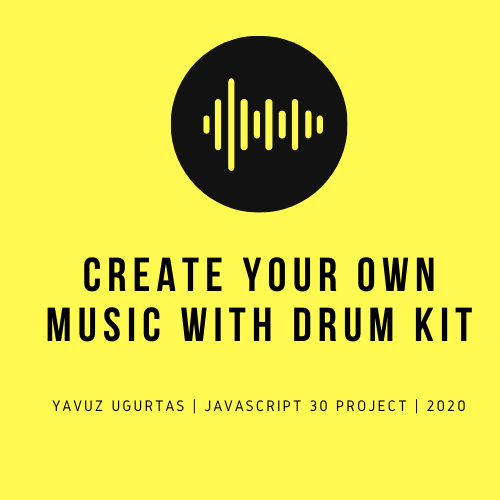 CREATE YOUR OWN
MUSIC WITH DRUM KIT
YAVUZ UGURTAS | JAVASCRIPT 30 PROJECT | 2020